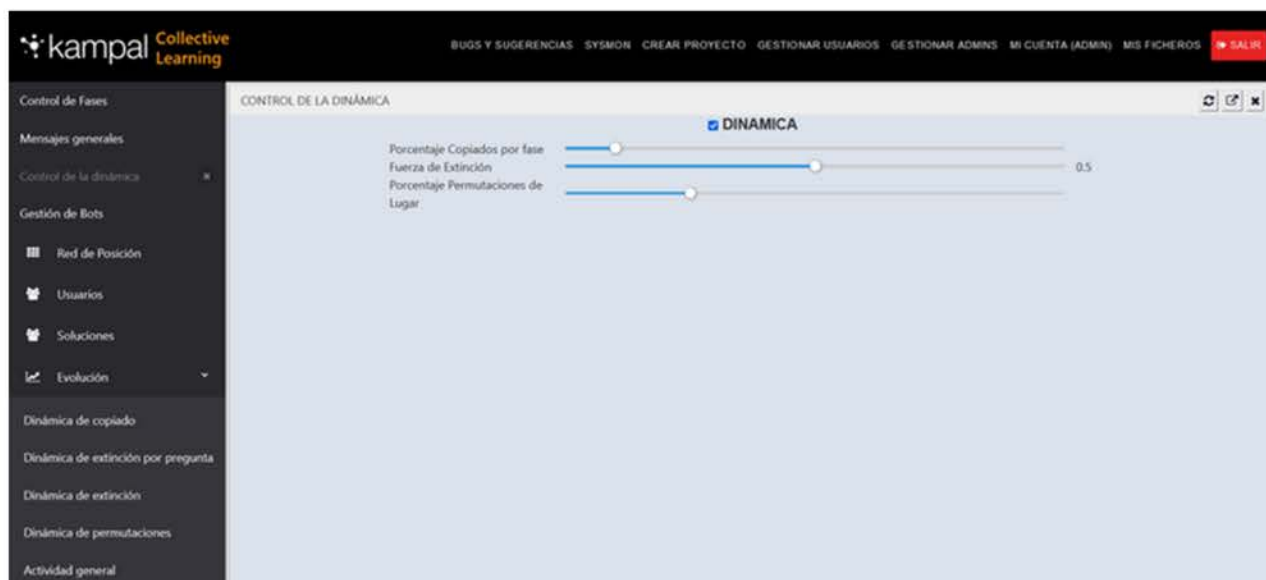 kampal Collective
Learning
BUGS Y SUGERENCIAS SYSMON CREAR PROYECTO GESTIONAR USUARIOS GESTIONAR ADMINS MI CUENTA (ADMIN) MIS FICHEROS SALIR
Control de Fases
Mensajes generales
Control de la dinámica
Gestión de Bots
Red de Posición
Usuarios
Soluciones
Evolución
Dinámica de copiado
Dinámica de extinción por pregunta
Dinámica de extinción
Dinámica de permutaciones
Actividad general
CONTROL DE LA DINÁMICA
DINAMICA
Porcentaje Copiados por fase
Fuerza de Extinción 0.5
Porcentaje Permutaciones de
Lugar